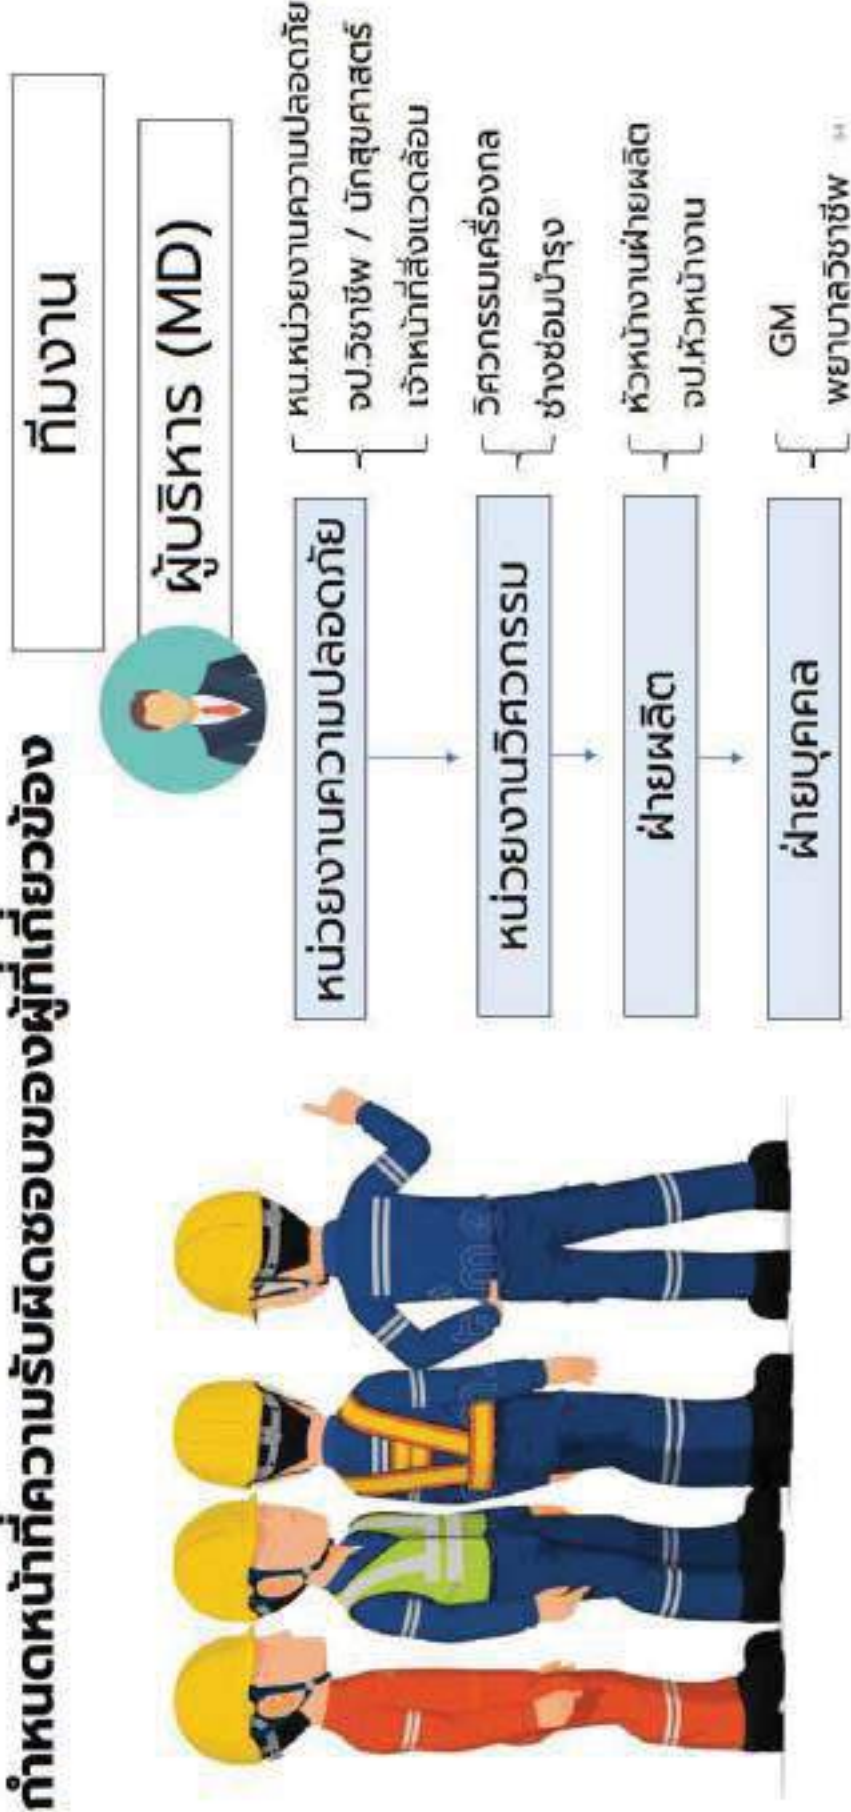 กำหนดหน้าที่ความรับผิดชอบของผู้ที่เกี่ยวข้อง
ทีมงาน
ผู้บริหาร (MD)
หน่วยงานความปลอดภัย
หน.หน่วยงานความปลอดภัย
จป.วิชาชีพ / นักสุขศาสตร์
เจ้าหน้าที่สิ่งแวดล้อม
หน่วยงานวิศวกรรม
วิศวกรรมเครื่องกล
ช่างซ่อมบำรุง
ฝ่ายผลิต
หัวหน้างานฝ่ายผลิต
จป.หัวหน้างาน
ฝ่ายบุคคล
GM
พยาบาลวิชาชีพ